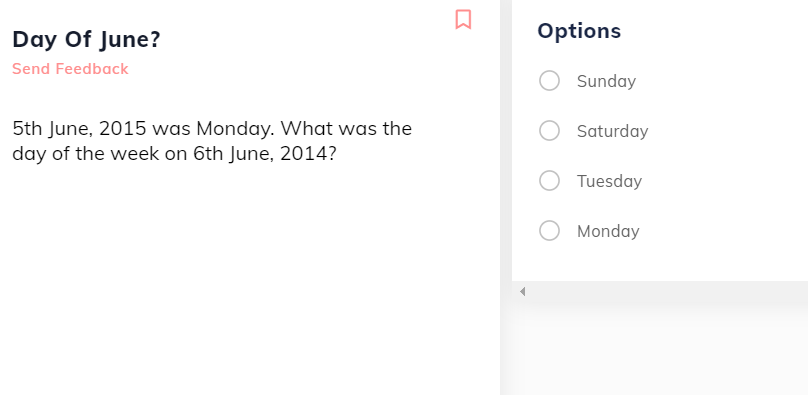 Day Of June?
Send Feedback
5th June, 2015 was Monday. What was the
day of the week on 6th June, 2014?
Options
Sunday
Saturday
Tuesday
Monday